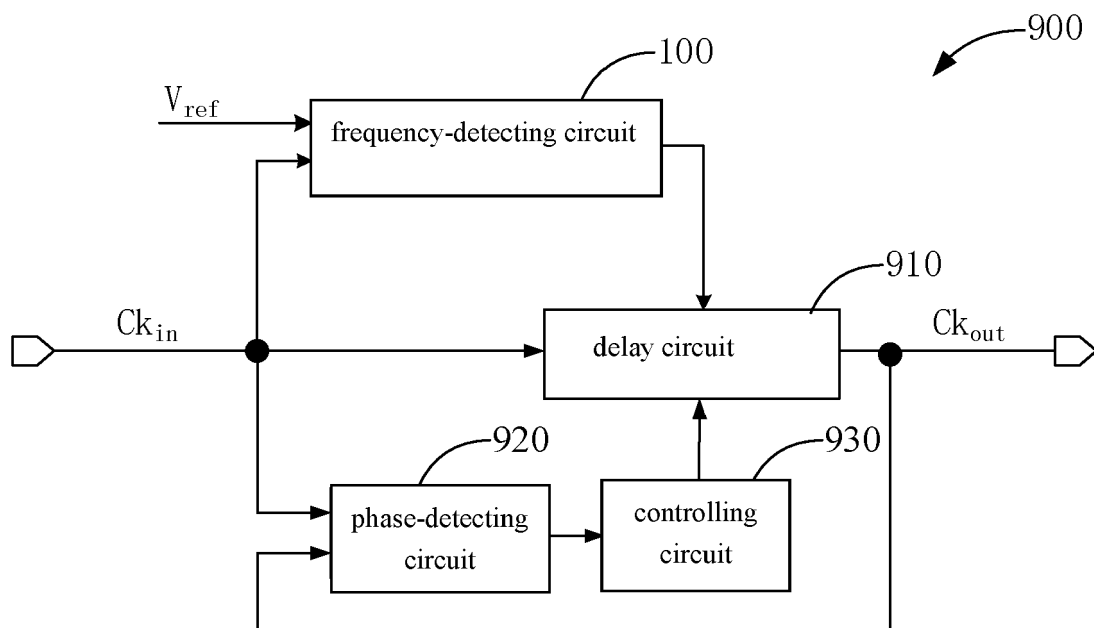 900
100
V_ref
frequency-detecting circuit
910
Ck_in
Ck_out
delay circuit
920
930
phase-detecting
circuit
controlling
circuit